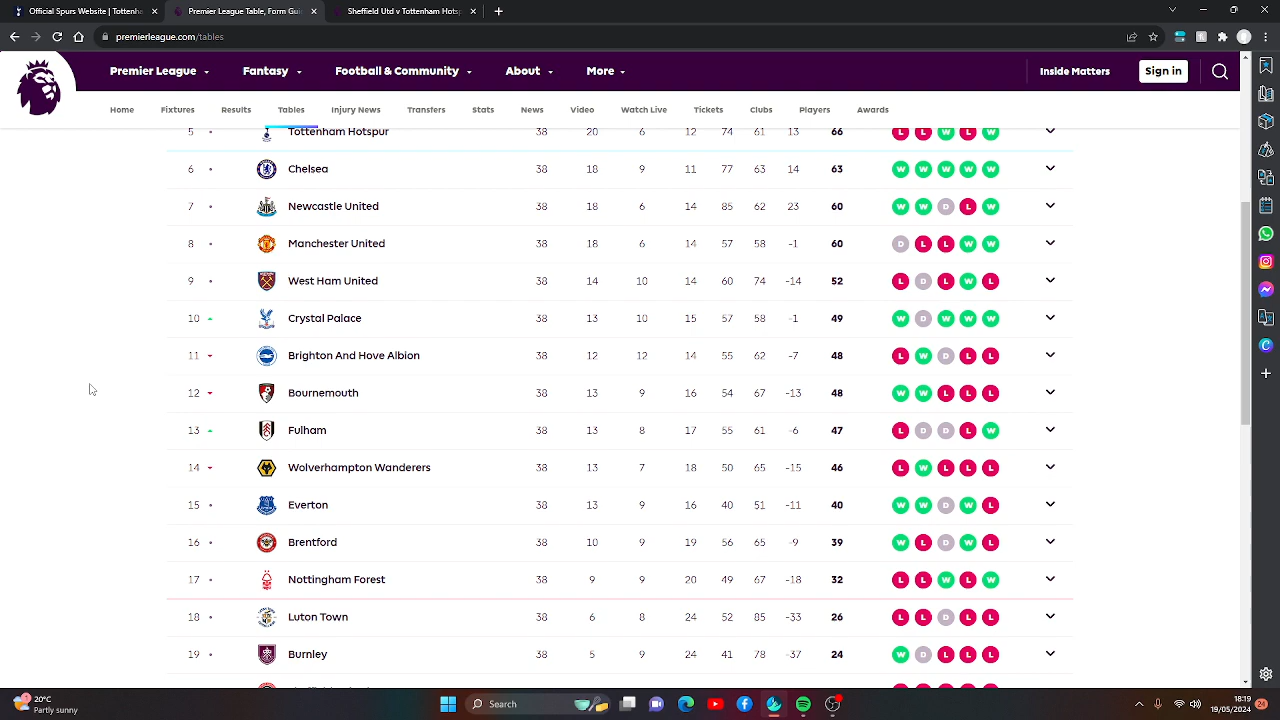 Official Spurs Website | Tottenh
Premier League Table, Form Guid
Sheffield Utd v Tottenham Hots
premierleague.com/tables
Premier League Fantasy Football & Community About More Inside Matters Sign in
Home Fixtures Results Tables Injury News Transfers Stats News Video Watch Live Tickets Clubs Players Awards
5 Tottenham Hotspur 38 20 6 12 74 61 13 66 L L W L W
6 Chelsea 38 18 9 11 77 63 14 63 W W W W W
7 Newcastle United 38 18 6 14 85 62 23 60 W W D L W
8 Manchester United 38 18 6 14 57 58 -1 60 D L L W W
9 West Ham United 38 14 10 14 60 74 -14 52 L D L W L
10 Crystal Palace 38 13 10 15 57 58 -1 49 W D W W W
11 Brighton And Hove Albion 38 12 12 14 55 62 -7 48 L W D L L
12 Bournemouth 38 13 9 16 54 67 -13 48 W W L L L
13 Fulham 38 13 8 17 55 61 -6 47 L D D L W
14 Wolverhampton Wanderers 38 13 7 18 50 65 -15 46 L W L L L
15 Everton 38 13 9 16 40 51 -11 40 W W D W L
16 Brentford 38 10 9 19 56 65 -9 39 W L D W L
17 Nottingham Forest 38 9 9 20 49 67 -18 32 L L W L W
18 Luton Town 38 6 8 24 52 85 -33 26 L L D L L
19 Burnley 38 5 9 24 41 78 -37 24 W D L L L
20°C
Partly sunny
Search
18:19
19/05/2024